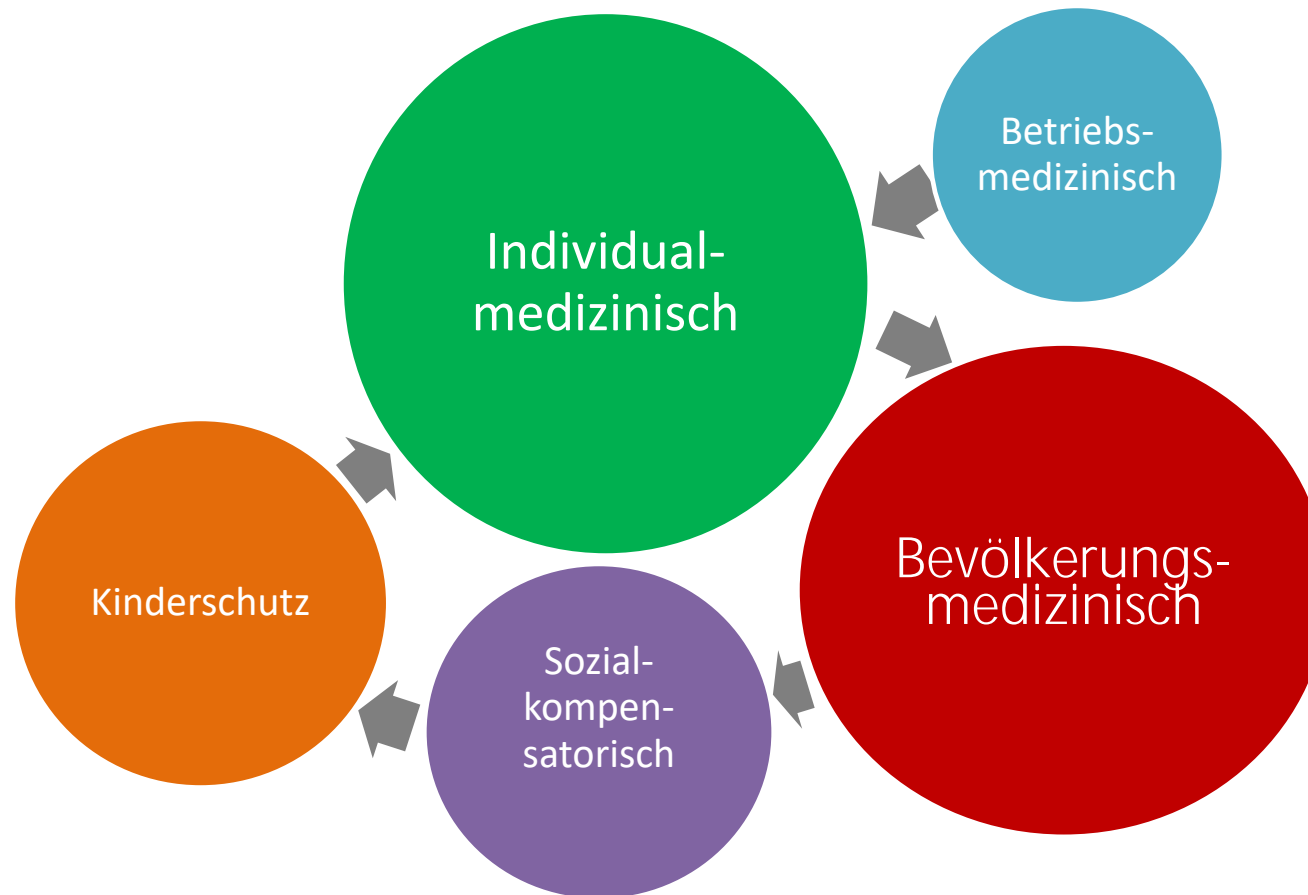 Betriebs-
medizinisch
Individual-
medizinisch
Bevölkerungs-
medizinisch
Kinderschutz
Sozial-
kompen-
satorisch